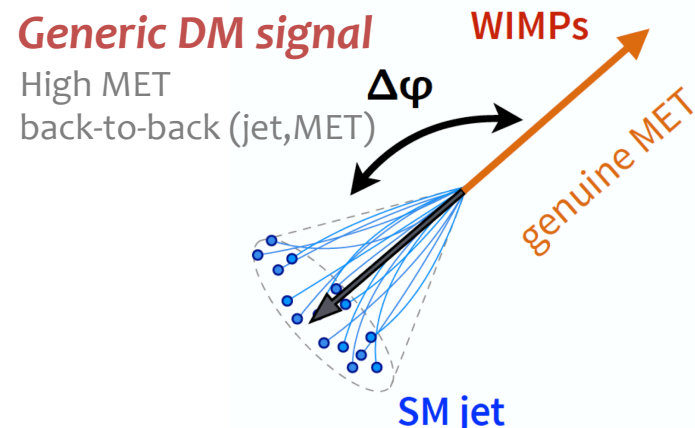 Generic DM signal
High MET
back-to-back (jet,MET)
WIMPs
Δφ
genuine MET
SM jet